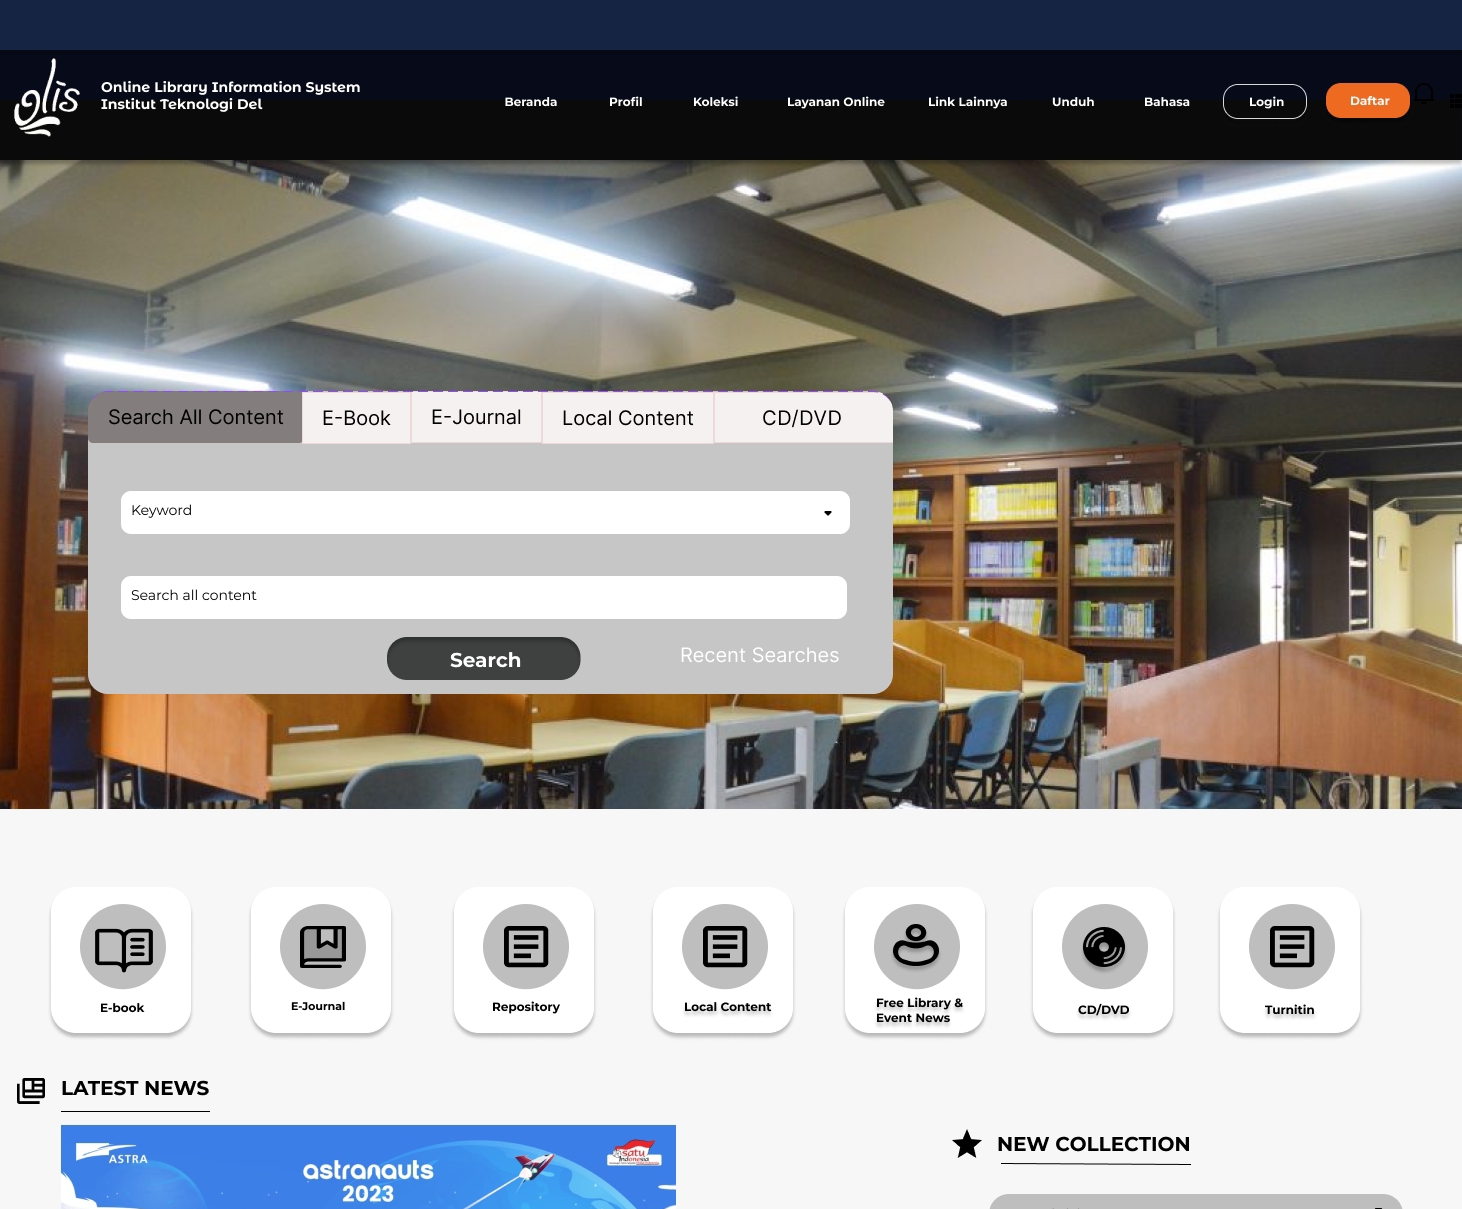 olis
Online Library Information System
Institut Teknologi Del
Beranda
Profil
Koleksi
Layanan Online
Link Lainnya
Unduh
Bahasa
Login
Daftar
Search All Content
E-Book
E-Journal
Local Content
CD/DVD
Keyword
Search all content
Search
Recent Searches
E-book
E-Journal
Repository
Local Content
Free Library &
Event News
CD/DVD
Turnitin
LATEST NEWS
ASTRA
astranauts
2023
satu
Indonesia
NEW COLLECTION